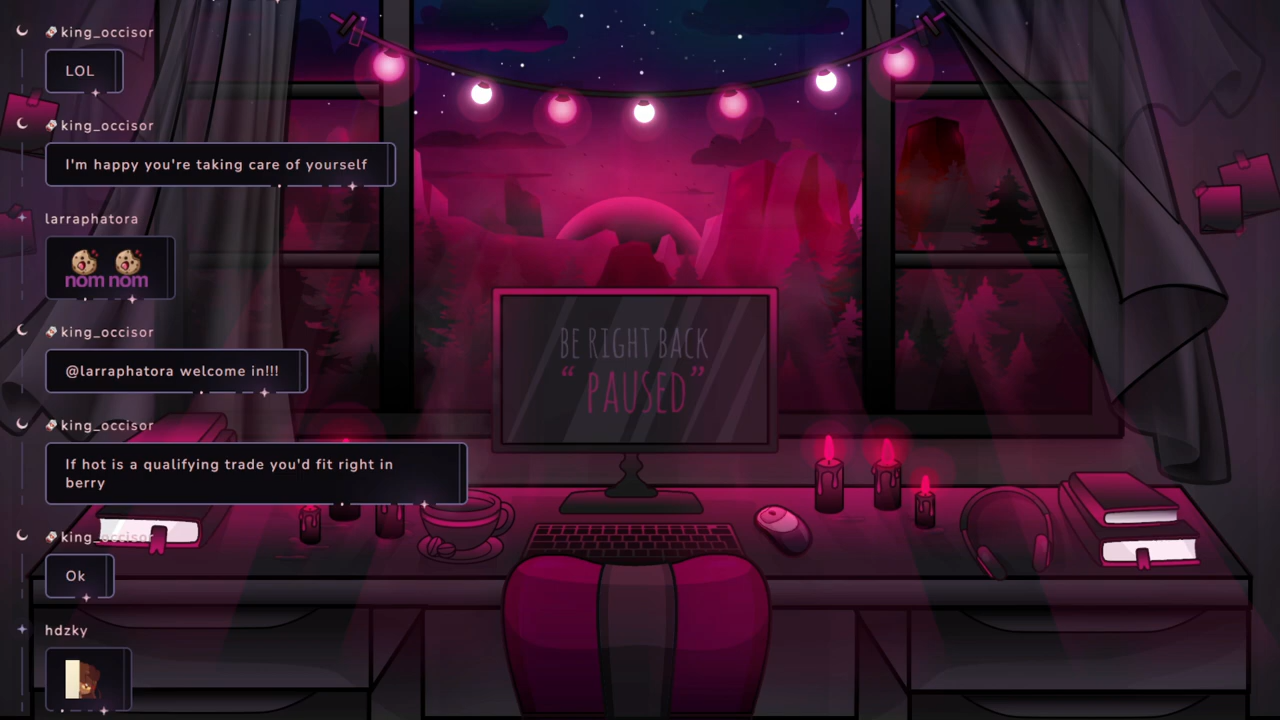 king_occisor
LOL
king_occisor
I'm happy you're taking care of yourself
larraphatora
nom nom
king_occisor
@larraphatora welcome in!!!
king_occisor
If hot is a qualifying trade you'd fit right in
berry
king_occisor
Ok
hdzky
BE RIGHT BACK
“ PAUSED”